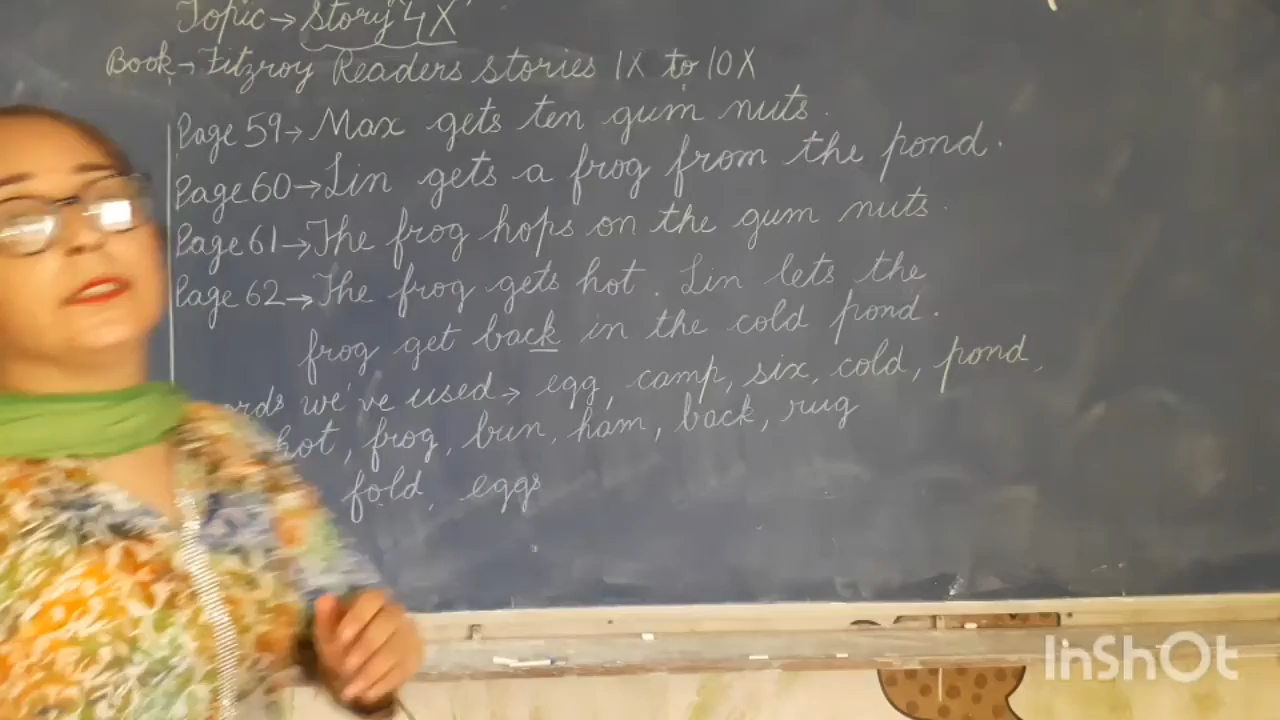 Topic→ Story "4X"
Book→ Fitzroy Readers stories 1X to 10X
Page 59→ Max gets ten gum nuts.
Page 60→ Lin gets a frog from the pond.
Page 61→ The frog hops on the gum nuts.
Page 62→ The frog gets hot. Lin lets the
frog get back in the cold pond.
ords we've used→ egg, camp, six, cold, pond,
hot, frog, bun, ham, back, rug
fold, eggs
InShOt